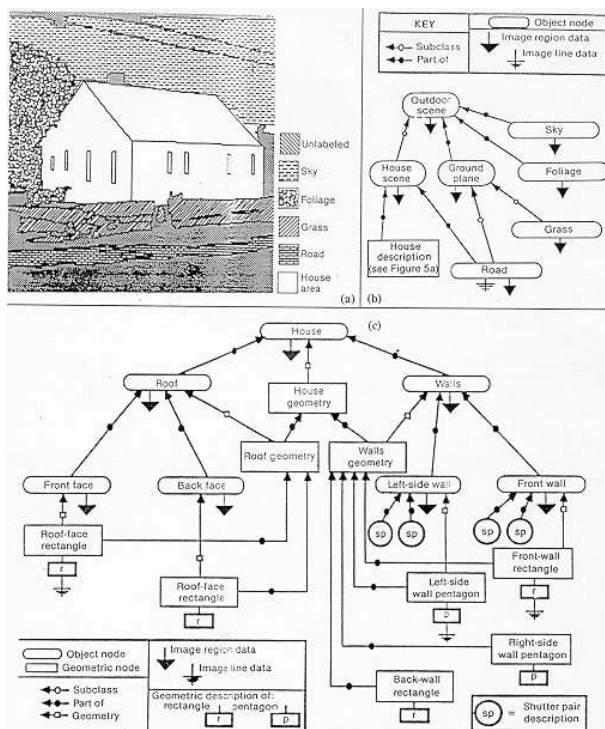 Unlabeled
Sky
Foliage
Grass
Road
House
area
(a)
KEY
Object node
Image region data
Image line data
Subclass
Part of
Outdoor
scene
Sky
House
scene
Ground
plane
Foliage
Grass
House
description
(see Figure 5a)
Road
(b)
(c)
House
Roof
House
geometry
Walls
Roof geometry
Walls
geometry
Front face
Back face
Left-side wall
Front wall
sp
sp
sp
sp
Roof-face
rectangle
r
Roof-face
rectangle
r
Left-side
wall pentagon
p
Front-wall
rectangle
r
Right-side
wall pentagon
p
Back-wall
rectangle
r
Object node
Geometric node
Image region data
Image line data
Subclass
Part of
Geometry
Geometric description of:
rectangle pentagon
r p
sp = Shutter pair
description